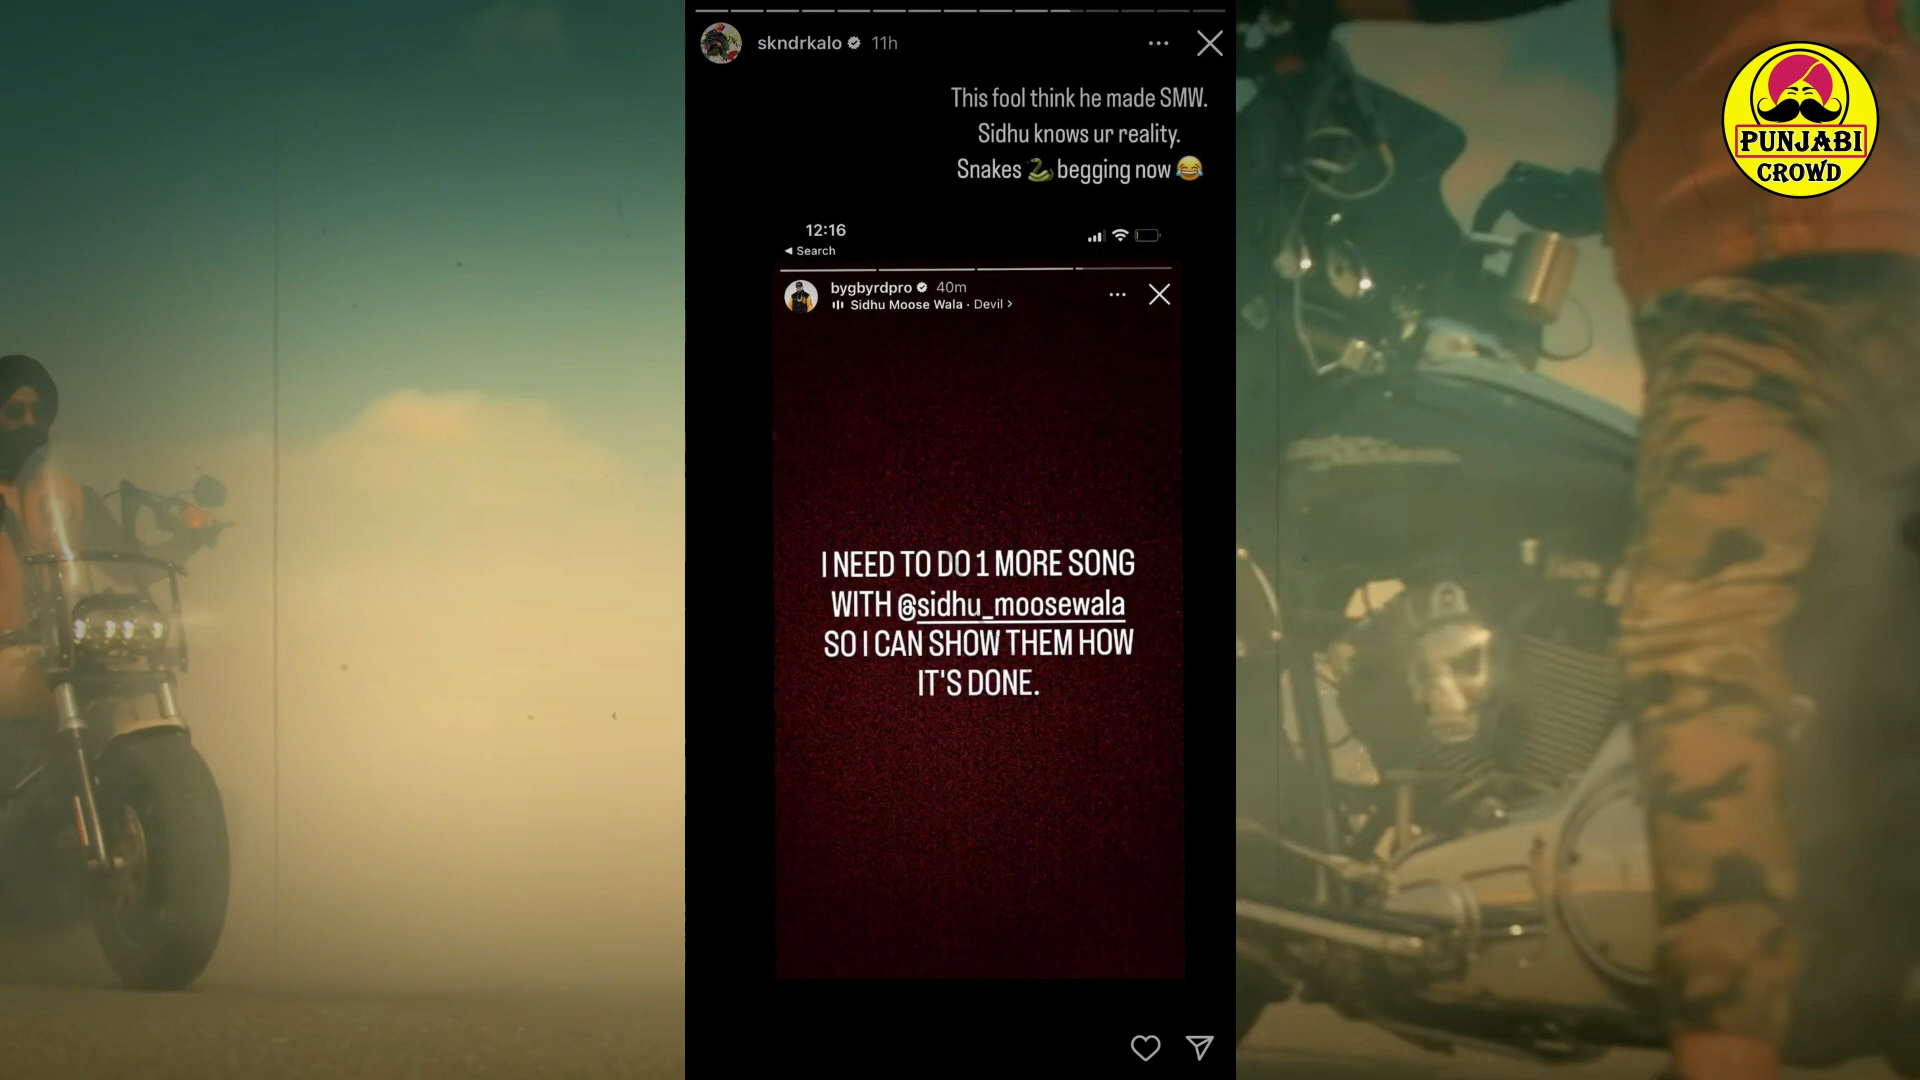 skndrkalo 11h
This fool think he made SMW.
Sidhu knows ur reality.
Snakes 🐍 begging now 😂
12:16
◄ Search
bygbyrdpro 40m
Sidhu Moose Wala · Devil >
I NEED TO DO 1 MORE SONG
WITH @sidhu_moosewala
SO I CAN SHOW THEM HOW
IT'S DONE.
PUNJABI
CROWD